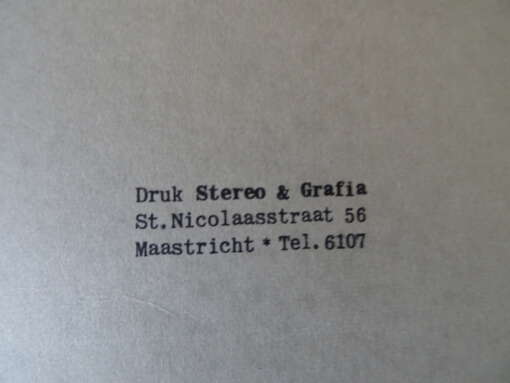 Druk Stereo & Grafia
St.Nicolaasstraat 56
Maastricht * Tel.6107